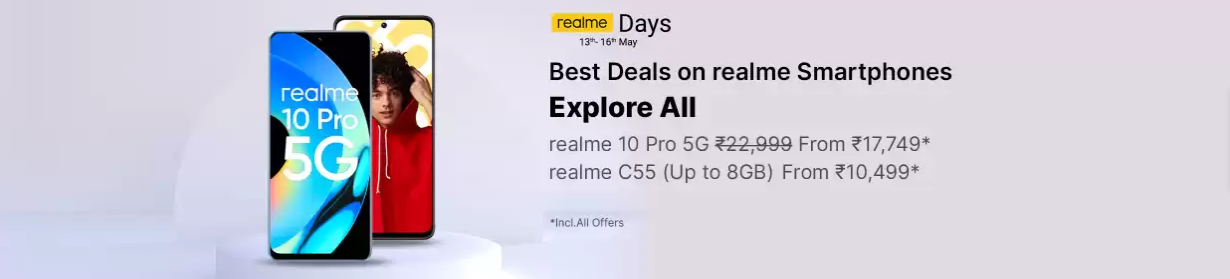 realme Days
13th- 16th May
Best Deals on realme Smartphones
Explore All
realme 10 Pro 5G ₹22,999 From ₹17,749*
realme C55 (Up to 8GB) From ₹10,499*
*Incl.All Offers
realme
10 Pro
5G